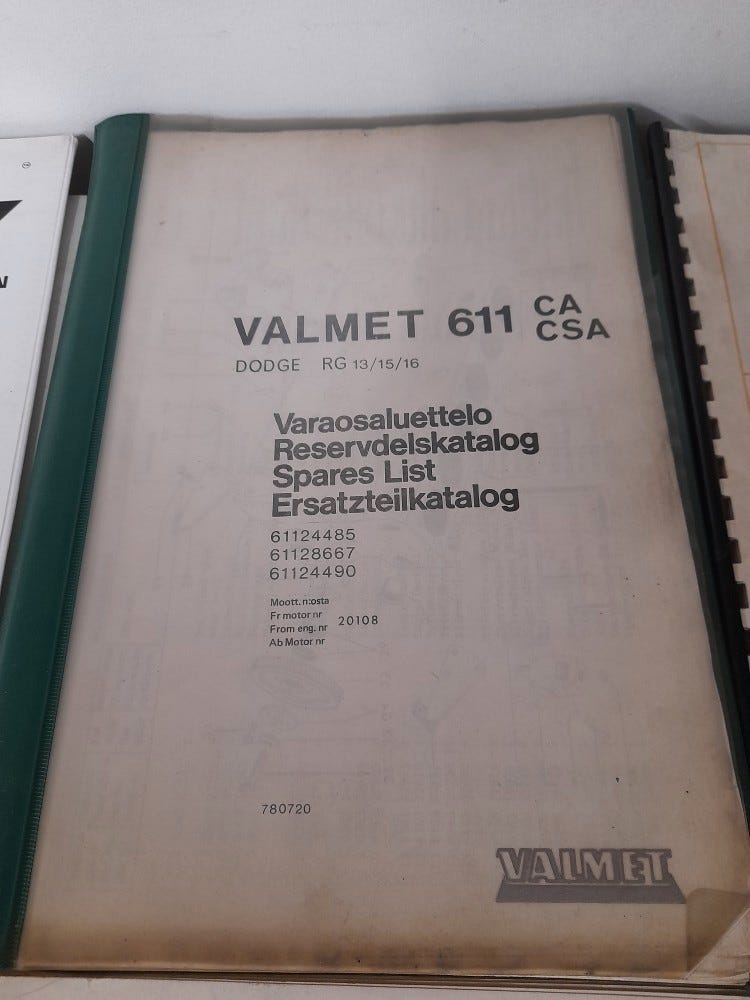 VALMET 611 CA
CSA
DODGE RG 13/15/16
Varaosaluettelo
Reservdelskatalog
Spares List
Ersatzteilkatalog
61124485
61128667
61124490
Moott. n:osta
Fr motor nr
From eng. nr 20108
Ab Motor nr
780720
VALMET